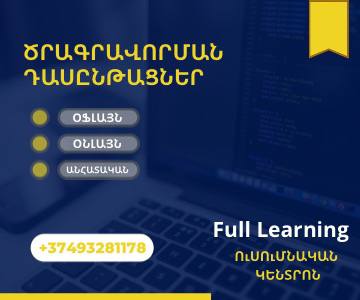 ԾՐԱԳՐԱՎՈՐՄԱՆ
ԴԱՍԸՆԹԱՑՆԵՐ
ՕՖԼԱՅՆ
ՕՆԼԱՅՆ
ԱՆՀԱՏԱԿԱՆ
+37493281178
Full Learning
ՈւՍՈւՄՆԱԿԱՆ
ԿԵՆՏՐՈՆ